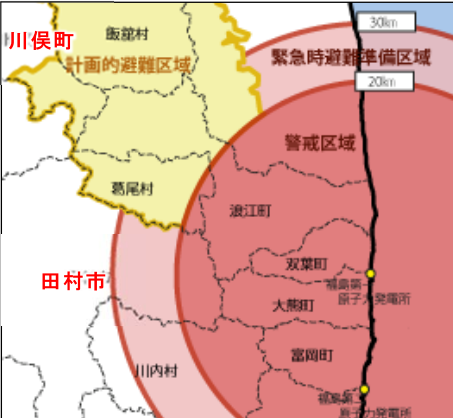 30km
川俣町
飯舘村
計画的避難区域
緊急時避難準備区域
20km
警戒区域
葛尾村
浪江町
双葉町
田村市
福島第一
原子力発電所
大熊町
富岡町
川内村
福島第二
原子力発電所